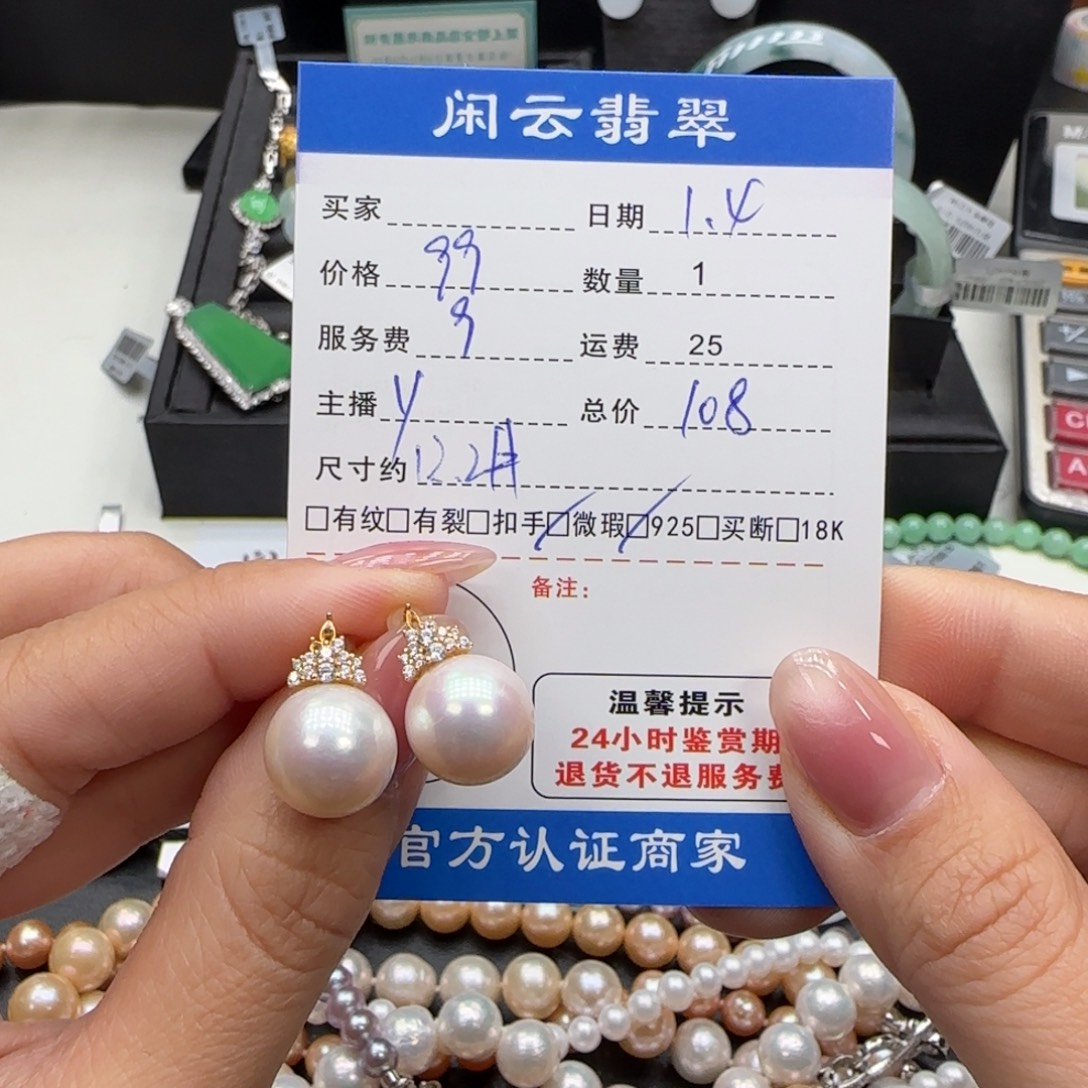 闲云翡翠
买家 日期 1.4
价格 99 数量 1
服务费 9 运费 25
主播 y 总价 108
尺寸约 12.2
□有纹□有裂□扣手□微瑕□925□买断□18K
备注：
温馨提示
24小时鉴赏期
退货不退服务费
官方认证商家